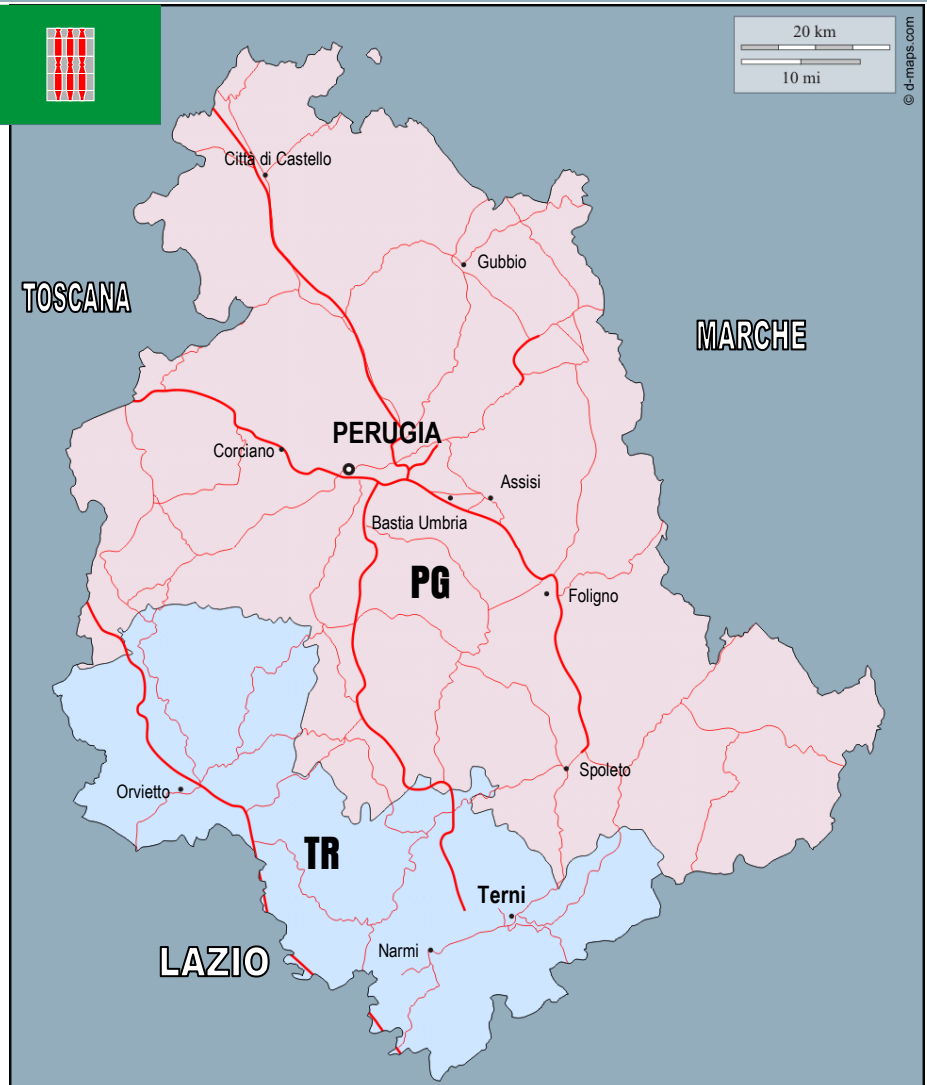 20 km
10 mi
© d-maps.com
Città di Castello
Gubbio
TOSCANA
MARCHE
PERUGIA
Corciano
Assisi
Bastia Umbria
PG
Foligno
Spoleto
Orvietto
TR
Terni
Narmi
LAZIO